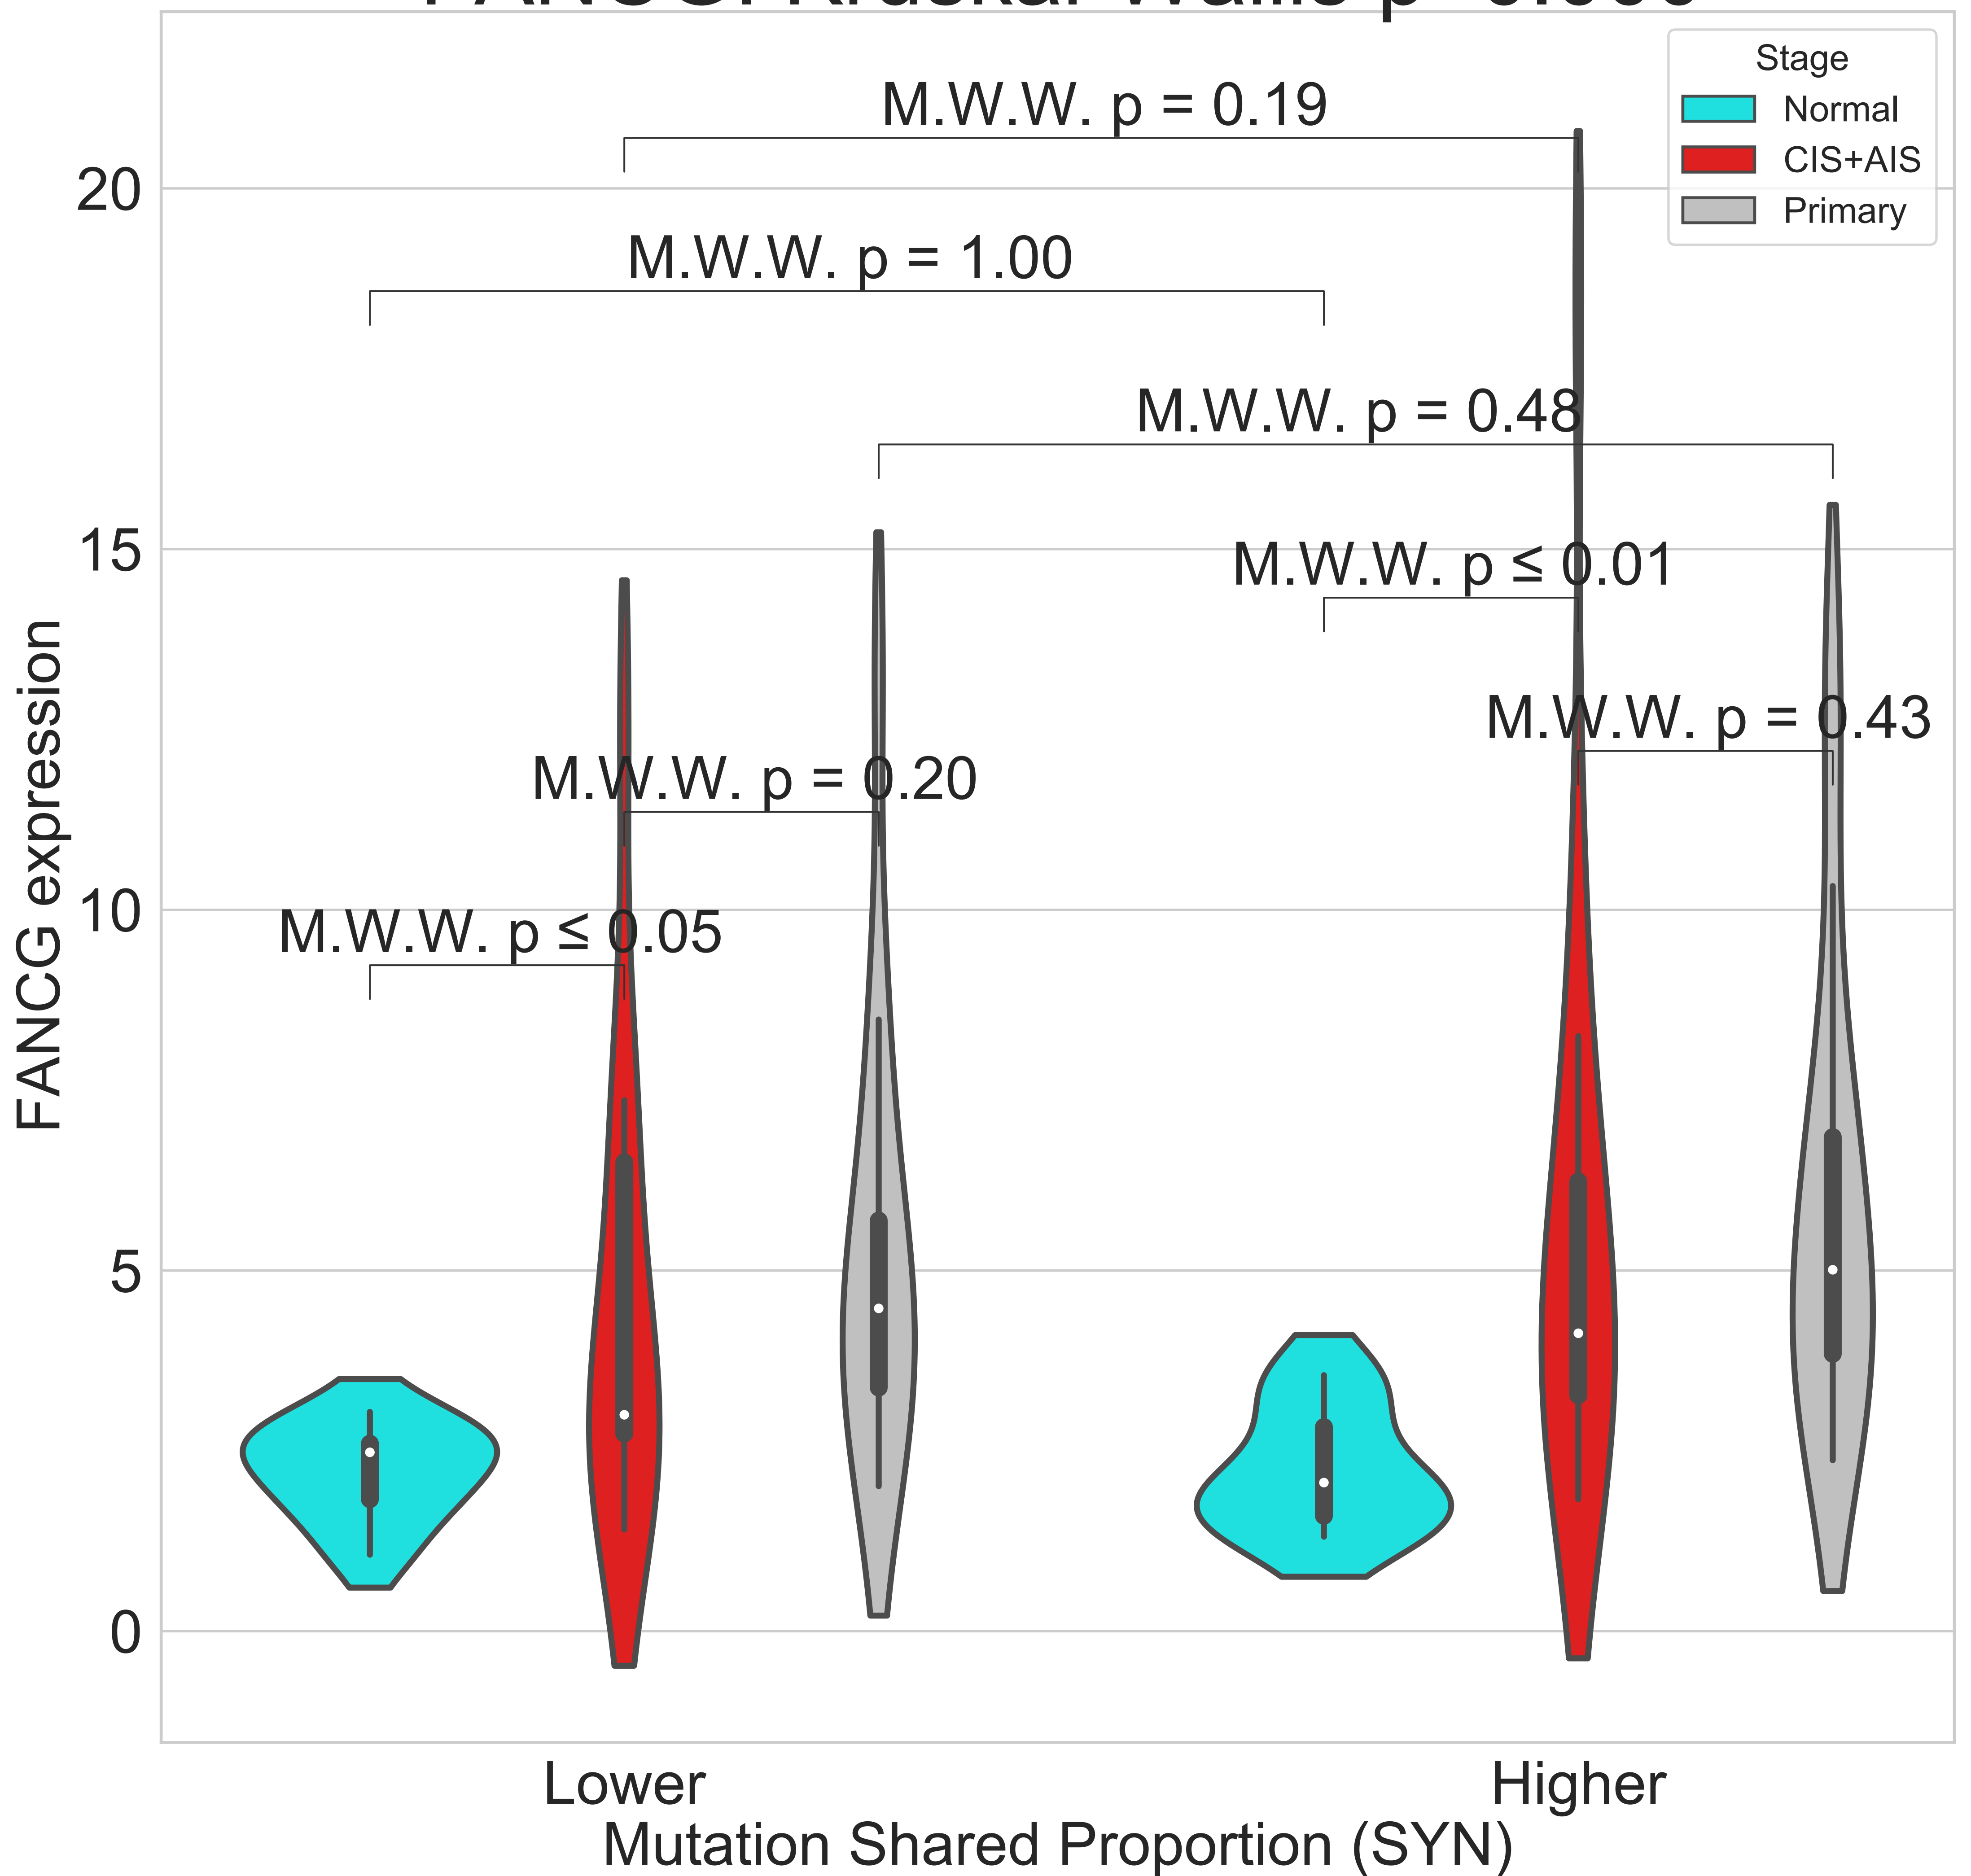 Stage
Normal
CIS+AIS
Primary
M.W.W. p = 0.19
M.W.W. p = 1.00
M.W.W. p = 0.48
M.W.W. p ≤ 0.01
M.W.W. p = 0.43
M.W.W. p = 0.20
M.W.W. p ≤ 0.05
20
15
10
5
0
FANCG expression
Lower
Higher
Mutation Shared Proportion (SYN)